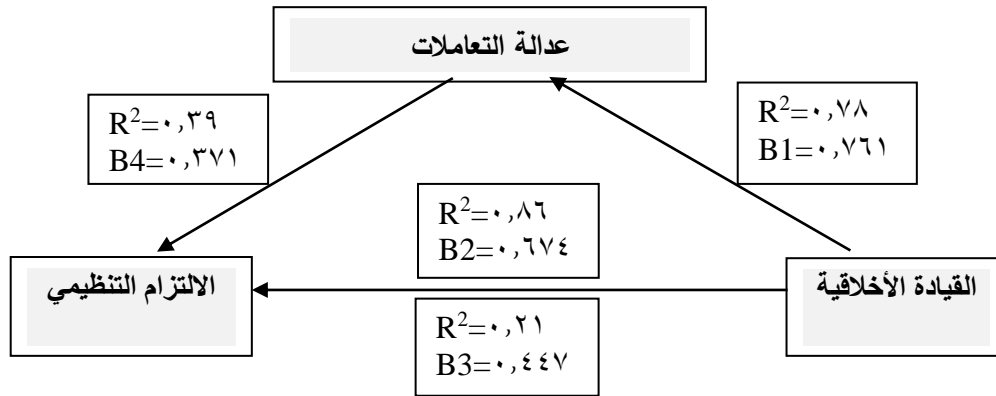 عدالة التعاملات
R²=٠,٧٨
B1=٠,٧٦١
R²=٠,٣٩
B4=٠,٣٧١
R²=٠,٨٦
B2=٠,٦٧٤
القيادة الأخلاقية
الالتزام التنظيمي
R²=٠,٢١
B3=٠,٤٤٧